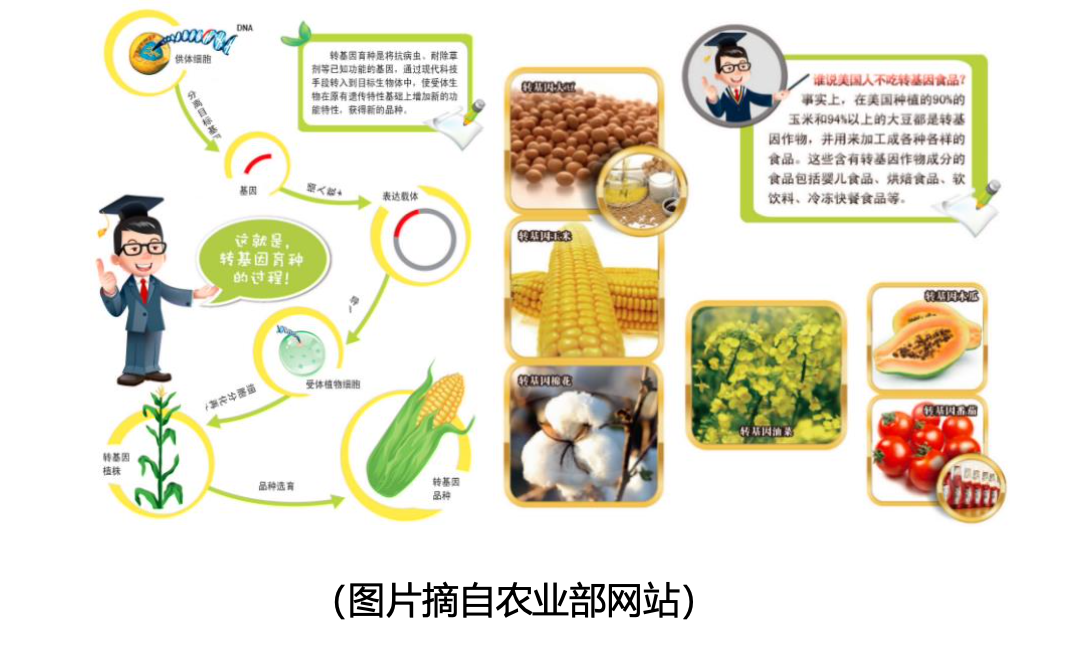 DNA
供体细胞
分离目标基因
转基因育种是将抗病虫、耐除草
剂等已知功能的基因，通过现代科技
手段转入到目标生物体中，使受体生
物在原有遗传特性基础上增加新的功
能特性，获得新的品种。
基因
表达载体
这就是，
转基因育种
的过程！
受体植物细胞
转基因
植株
品种选育
转基因
品种
转基因大豆
转基因玉米
转基因棉花
谁说美国人不吃转基因食品？
事实上，在美国种植的90%的
玉米和94%以上的大豆都是转基
因作物，并用来加工成各种各样的
食品。这些含有转基因作物成分的
食品包括婴儿食品、烘焙食品、软
饮料、冷冻快餐食品等。
转基因油菜
转基因木瓜
转基因番茄
（图片摘自农业部网站）